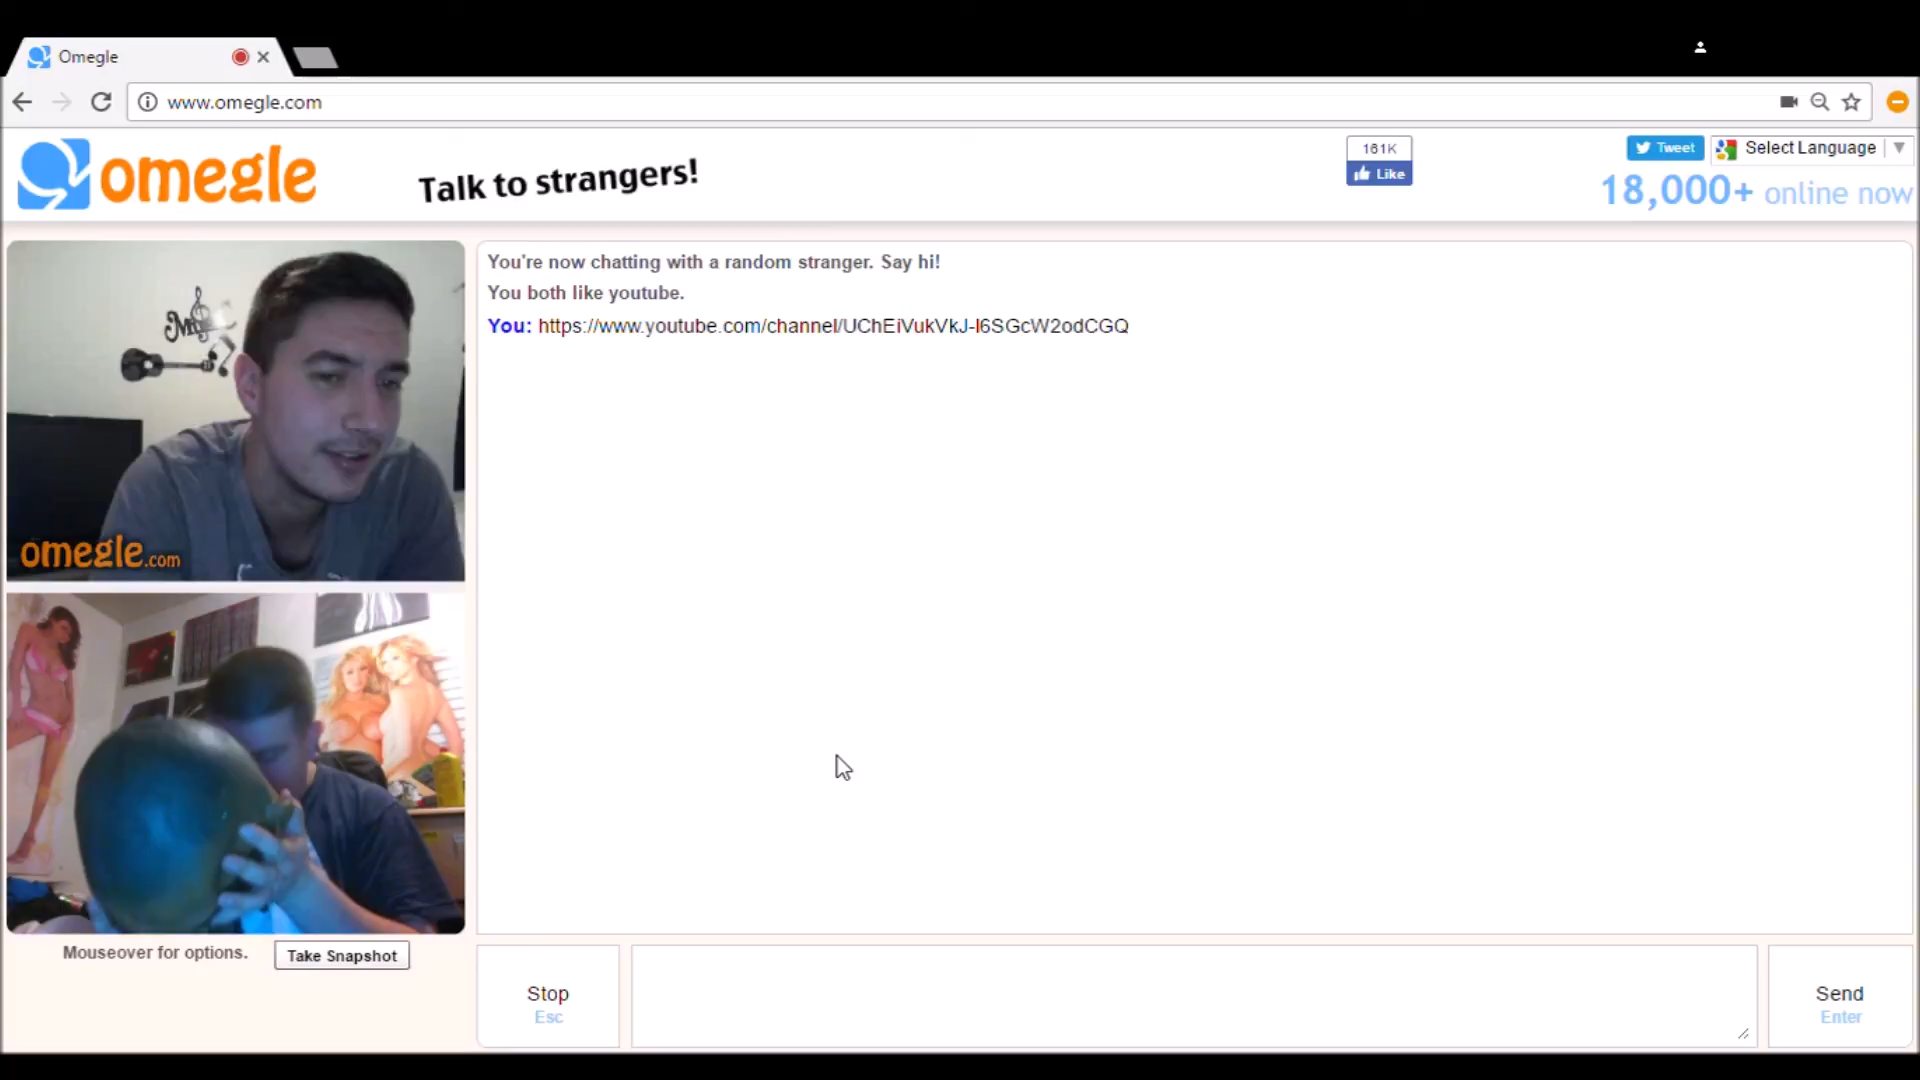 Omegle
www.omegle.com
omegle
Talk to strangers!
161K
Like
Tweet
Select Language
18,000+ online now
You're now chatting with a random stranger. Say hi!
You both like youtube.
You: https://www.youtube.com/channel/UChEiVukVkJ-I6SGcW2odCGQ
omegle.com
Mouseover for options.
Take Snapshot
Stop
Esc
Send
Enter